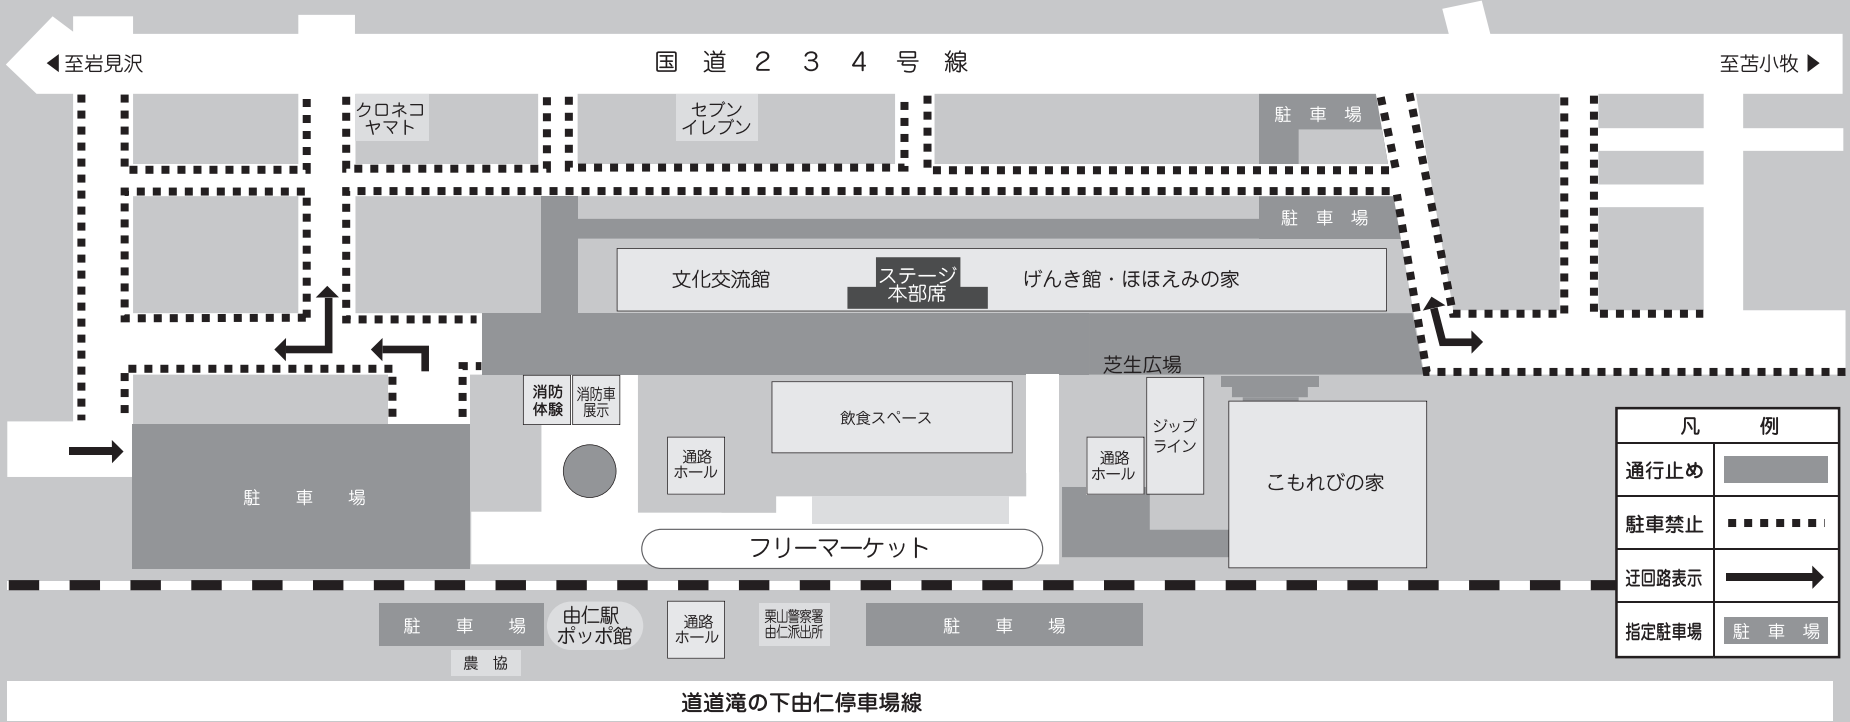 至岩見沢
国道234号線
至苫小牧
クロネコ
ヤマト
セブン
イレブン
駐車場
駐車場
文化交流館
ステージ
本部席
げんき館・ほほえみの家
芝生広場
消防
体験
消防車
展示
飲食スペース
ジップ
ライン
通路
ホール
通路
ホール
こもれびの家
駐車場
フリーマーケット
凡例
通行止め
駐車禁止
迂回路表示
指定駐車場
駐車場
駐車場
由仁駅
ポッポ館
通路
ホール
栗山警察署
由仁派出所
駐車場
農協
道道滝の下由仁停車場線